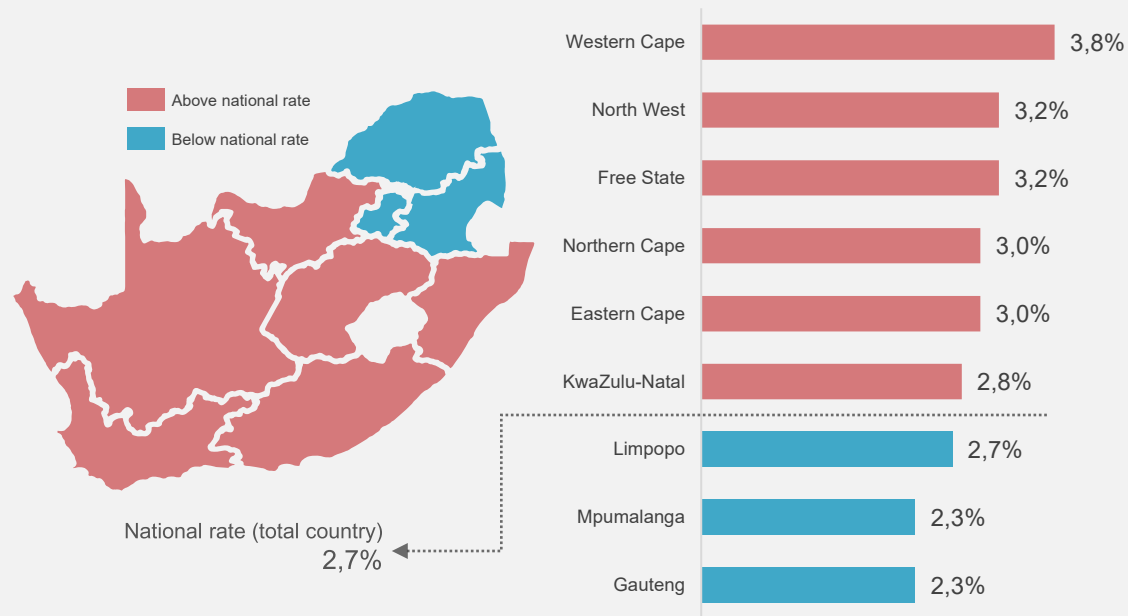 Above national rate
Below national rate
National rate (total country)
2,7%
Western Cape 3,8%
North West 3,2%
Free State 3,2%
Northern Cape 3,0%
Eastern Cape 3,0%
KwaZulu-Natal 2,8%
Limpopo 2,7%
Mpumalanga 2,3%
Gauteng 2,3%